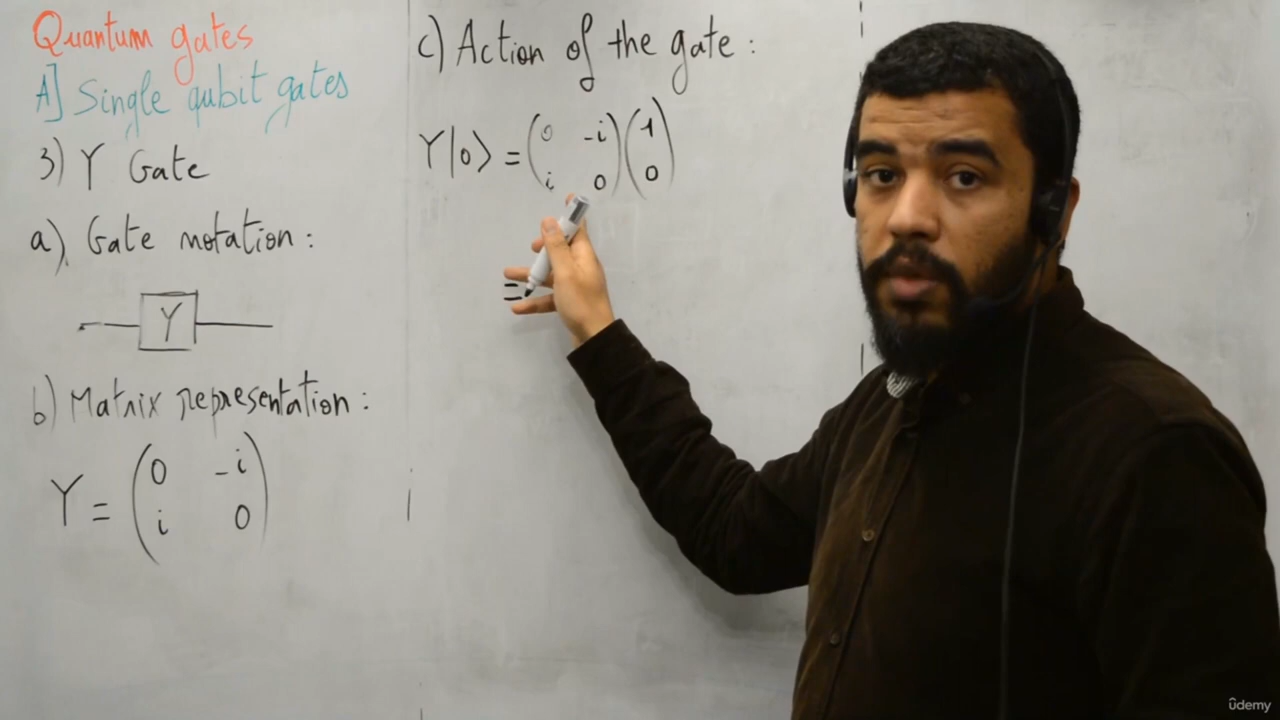 Quantum gates
A] Single qubit gates
3) Y Gate
a) Gate notation :
Y
b) Matrix representation :
Y = ( 0 -i
i 0 )
c) Action of the gate :
Y|0⟩ = ( 0 -i
i 0 ) ( 1
0 )
=
udemy